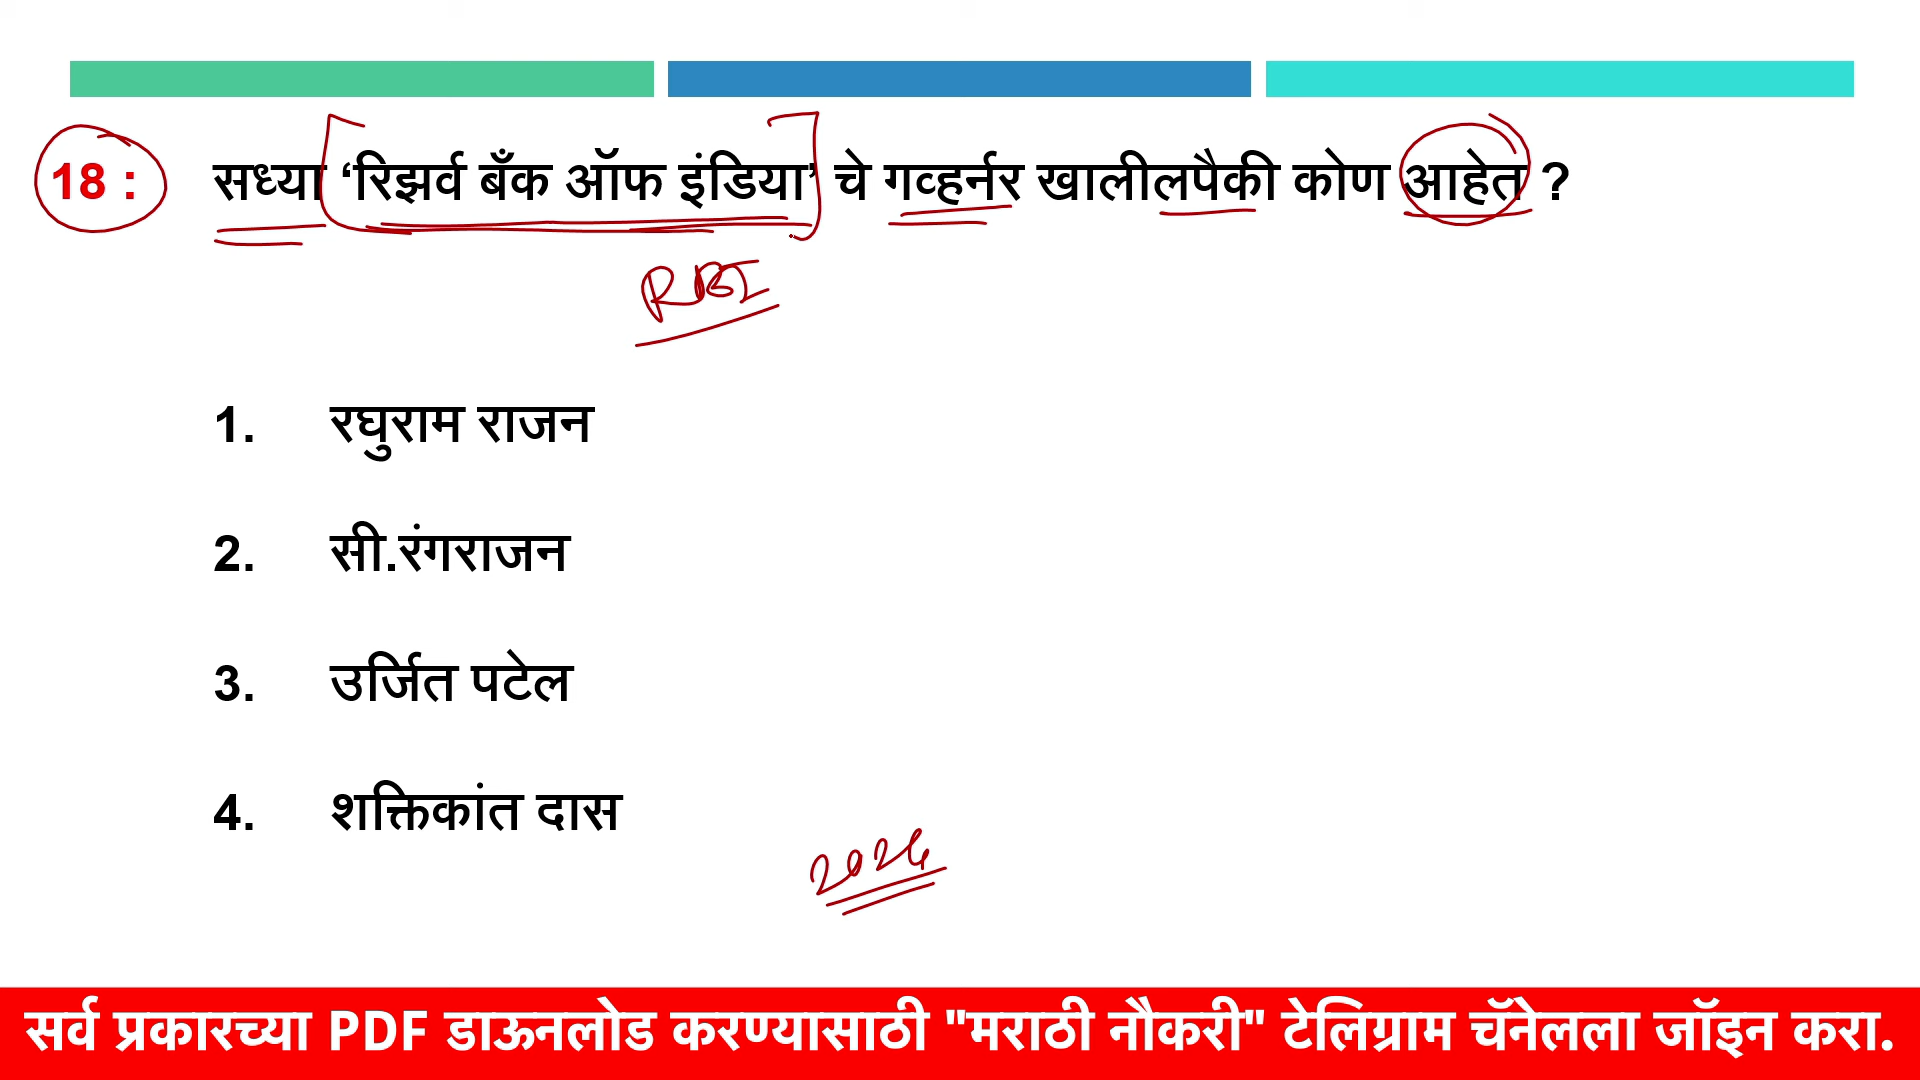 18 : सध्या ‘रिझर्व बँक ऑफ इंडिया’ चे गव्हर्नर खालीलपैकी कोण आहेत ?
RBI
1. रघुराम राजन
2. सी.रंगराजन
3. उर्जित पटेल
4. शक्तिकांत दास
2024
सर्व प्रकारच्या PDF डाऊनलोड करण्यासाठी "मराठी नौकरी" टेलिग्राम चॅनेलला जॉइन करा.